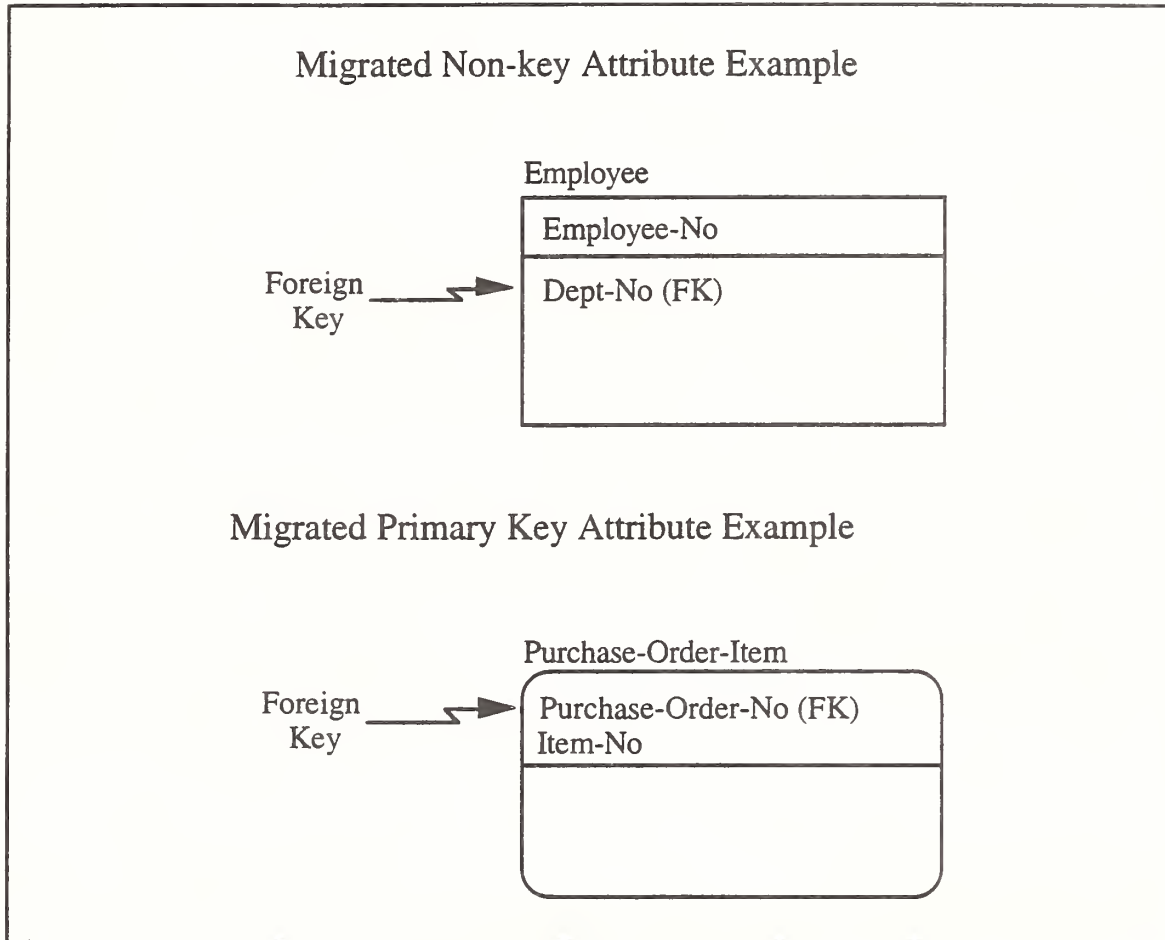 Migrated Non-key Attribute Example
Employee
Employee-No
Foreign
Key
Dept-No (FK)
Migrated Primary Key Attribute Example
Purchase-Order-Item
Foreign
Key
Purchase-Order-No (FK)
Item-No